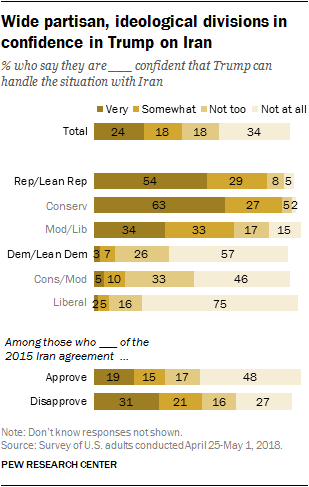 Wide partisan, ideological divisions in
confidence in Trump on Iran
% who say they are ___ confident that Trump can
handle the situation with Iran
Very Somewhat Not too Not at all
Total 24 18 18 34
Rep/Lean Rep 54 29 8 5
Conserv 63 27 5 2
Mod/Lib 34 33 17 15
Dem/Lean Dem 3 7 26 57
Cons/Mod 5 10 33 46
Liberal 2 5 16 75
Among those who ___ of the
2015 Iran agreement ...
Approve 19 15 17 48
Disapprove 31 21 16 27
Note: Don't know responses not shown.
Source: Survey of U.S. adults conducted April 25-May 1, 2018.
PEW RESEARCH CENTER